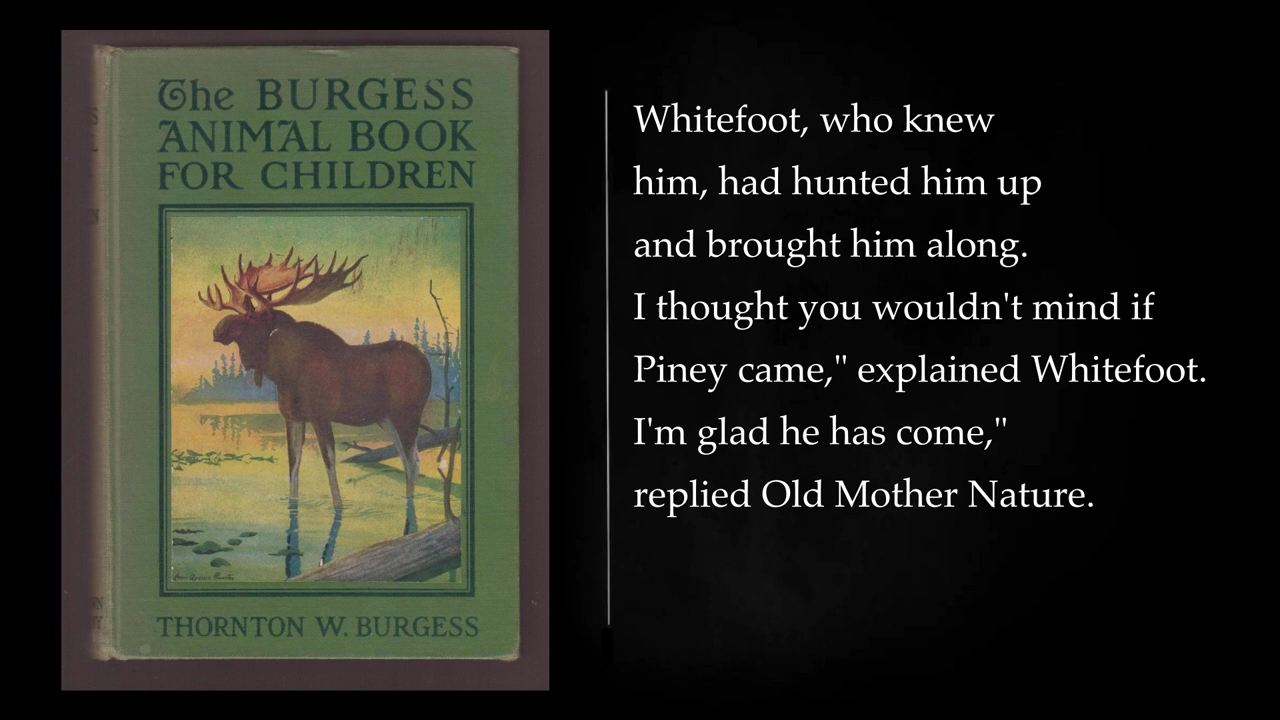 The BURGESS
ANIMAL BOOK
FOR CHILDREN
THORNTON W. BURGESS
Whitefoot, who knew
him, had hunted him up
and brought him along.
I thought you wouldn't mind if
Piney came," explained Whitefoot.
I'm glad he has come,"
replied Old Mother Nature.